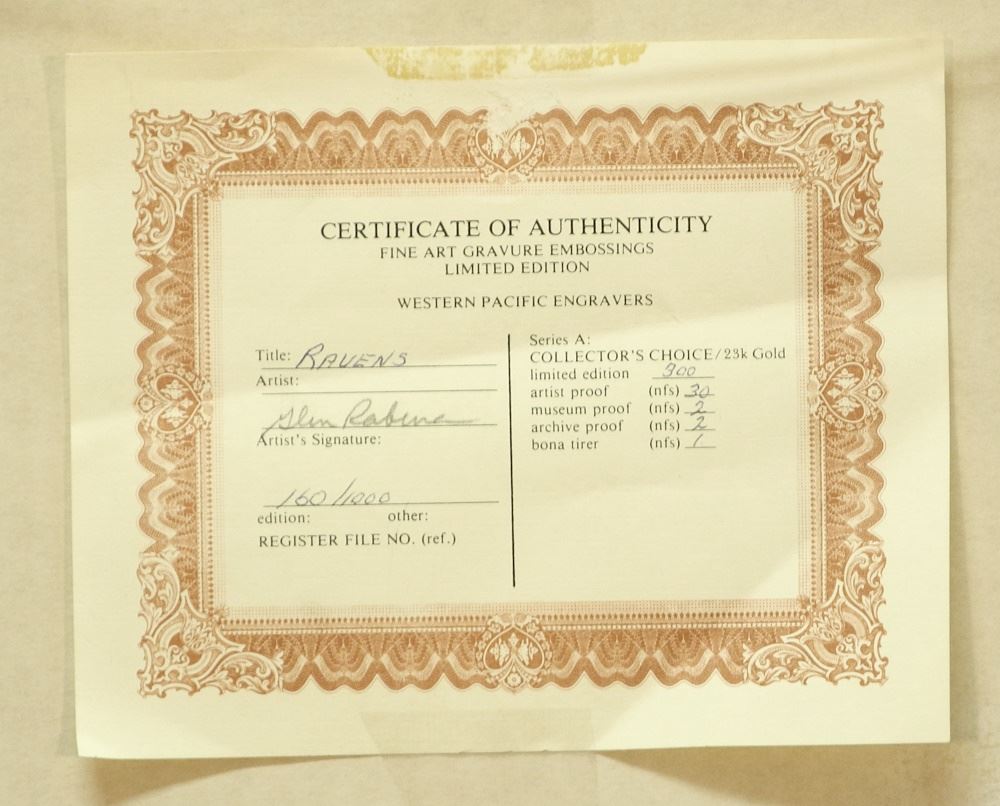 CERTIFICATE OF AUTHENTICITY
FINE ART GRAVURE EMBOSSINGS
LIMITED EDITION
WESTERN PACIFIC ENGRAVERS
Title: RAVENS
Artist:
Glen Rabena
Artist's Signature:
160/1000
edition: other:
REGISTER FILE NO. (ref.)
Series A:
COLLECTOR'S CHOICE/23k Gold
limited edition 300
artist proof (nfs) 30
museum proof (nfs) 2
archive proof (nfs) 2
bona tirer (nfs) 1